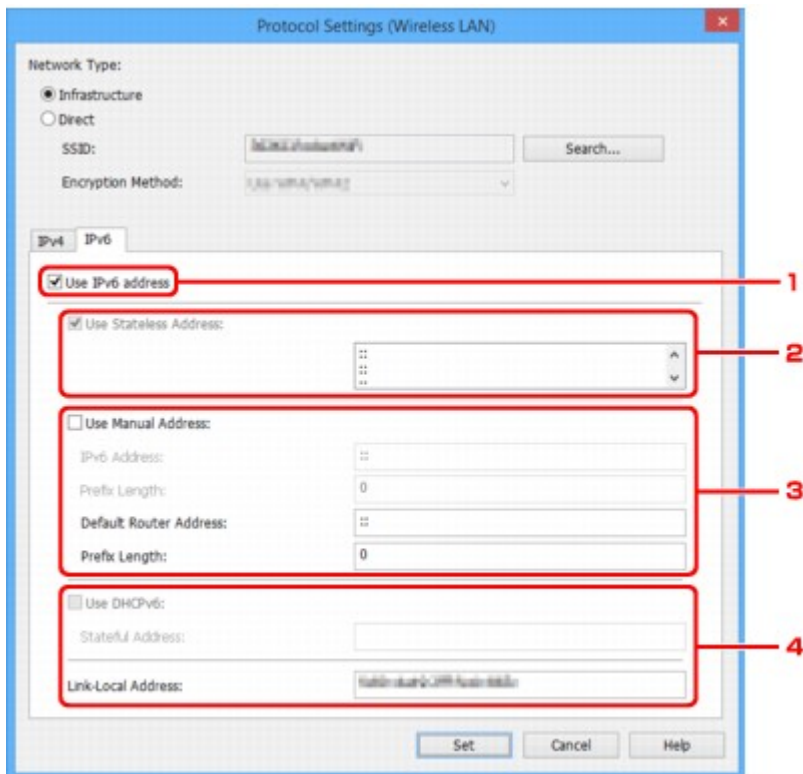 Protocol Settings (Wireless LAN)
Network Type:
Infrastructure
Direct
SSID:
Search...
Encryption Method:
IPv4 IPv6
Use IPv6 address
1
Use Stateless Address:
::
::
::
2
Use Manual Address:
IPv6 Address: ::
Prefix Length: 0
3
Default Router Address: ::
Prefix Length: 0
Use DHCPv6:
Stateful Address:
4
Link-Local Address:
Set Cancel Help